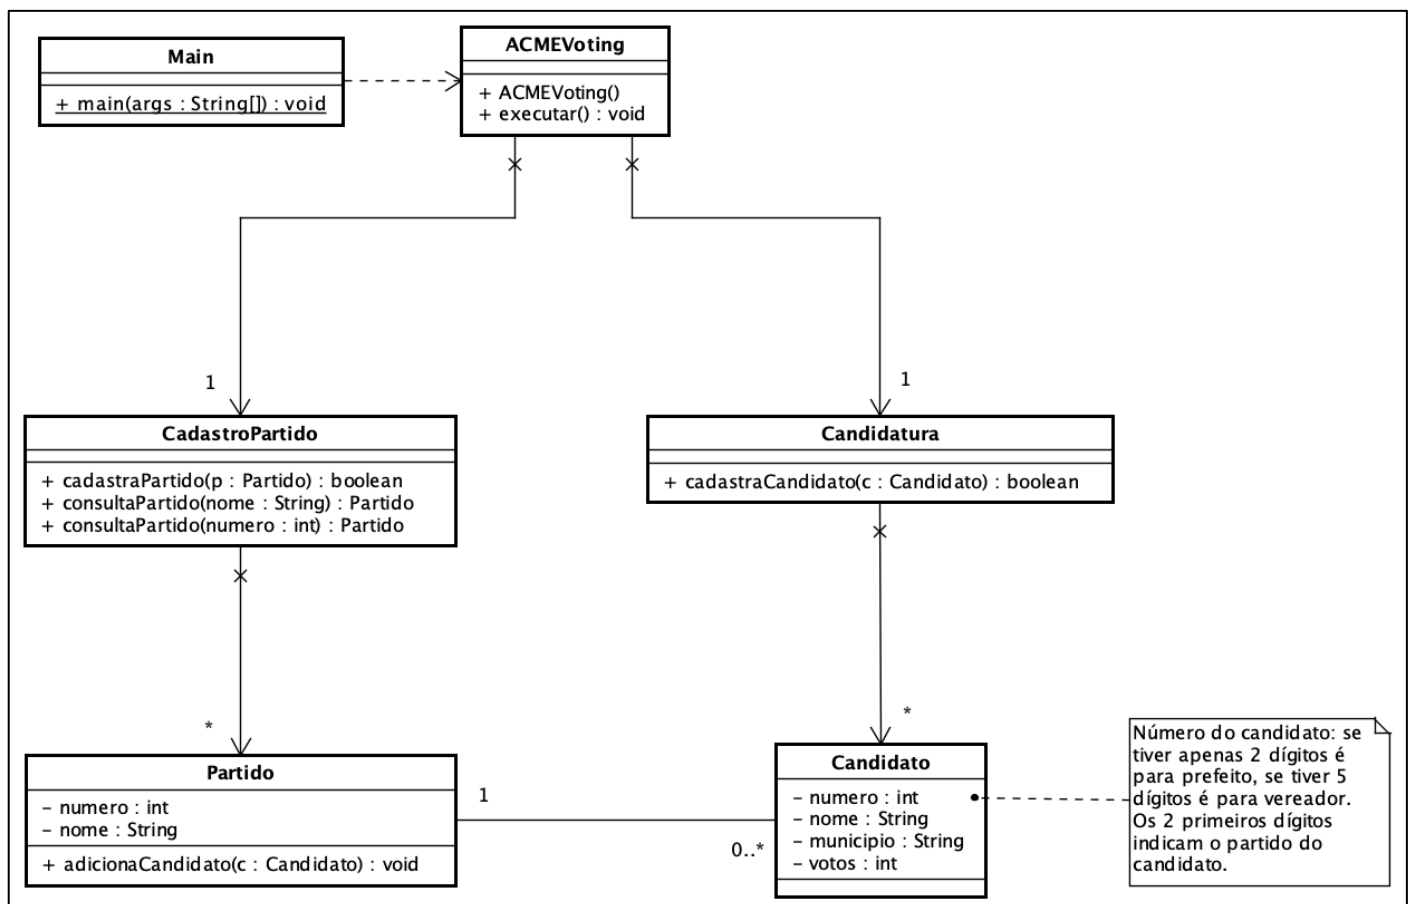 Main
+ main(args : String[]) : void
ACMEVoting
+ ACMEVoting()
+ executar() : void
1
1
CadastroPartido
+ cadastraPartido(p : Partido) : boolean
+ consultaPartido(nome : String) : Partido
+ consultaPartido(numero : int) : Partido
Candidatura
+ cadastraCandidato(c : Candidato) : boolean
*
*
Partido
– numero : int
– nome : String
+ adicionaCandidato(c : Candidato) : void
1
0..*
Candidato
– numero : int
– nome : String
– municipio : String
– votos : int
Número do candidato: se
tiver apenas 2 dígitos é
para prefeito, se tiver 5
dígitos é para vereador.
Os 2 primeiros dígitos
indicam o partido do
candidato.